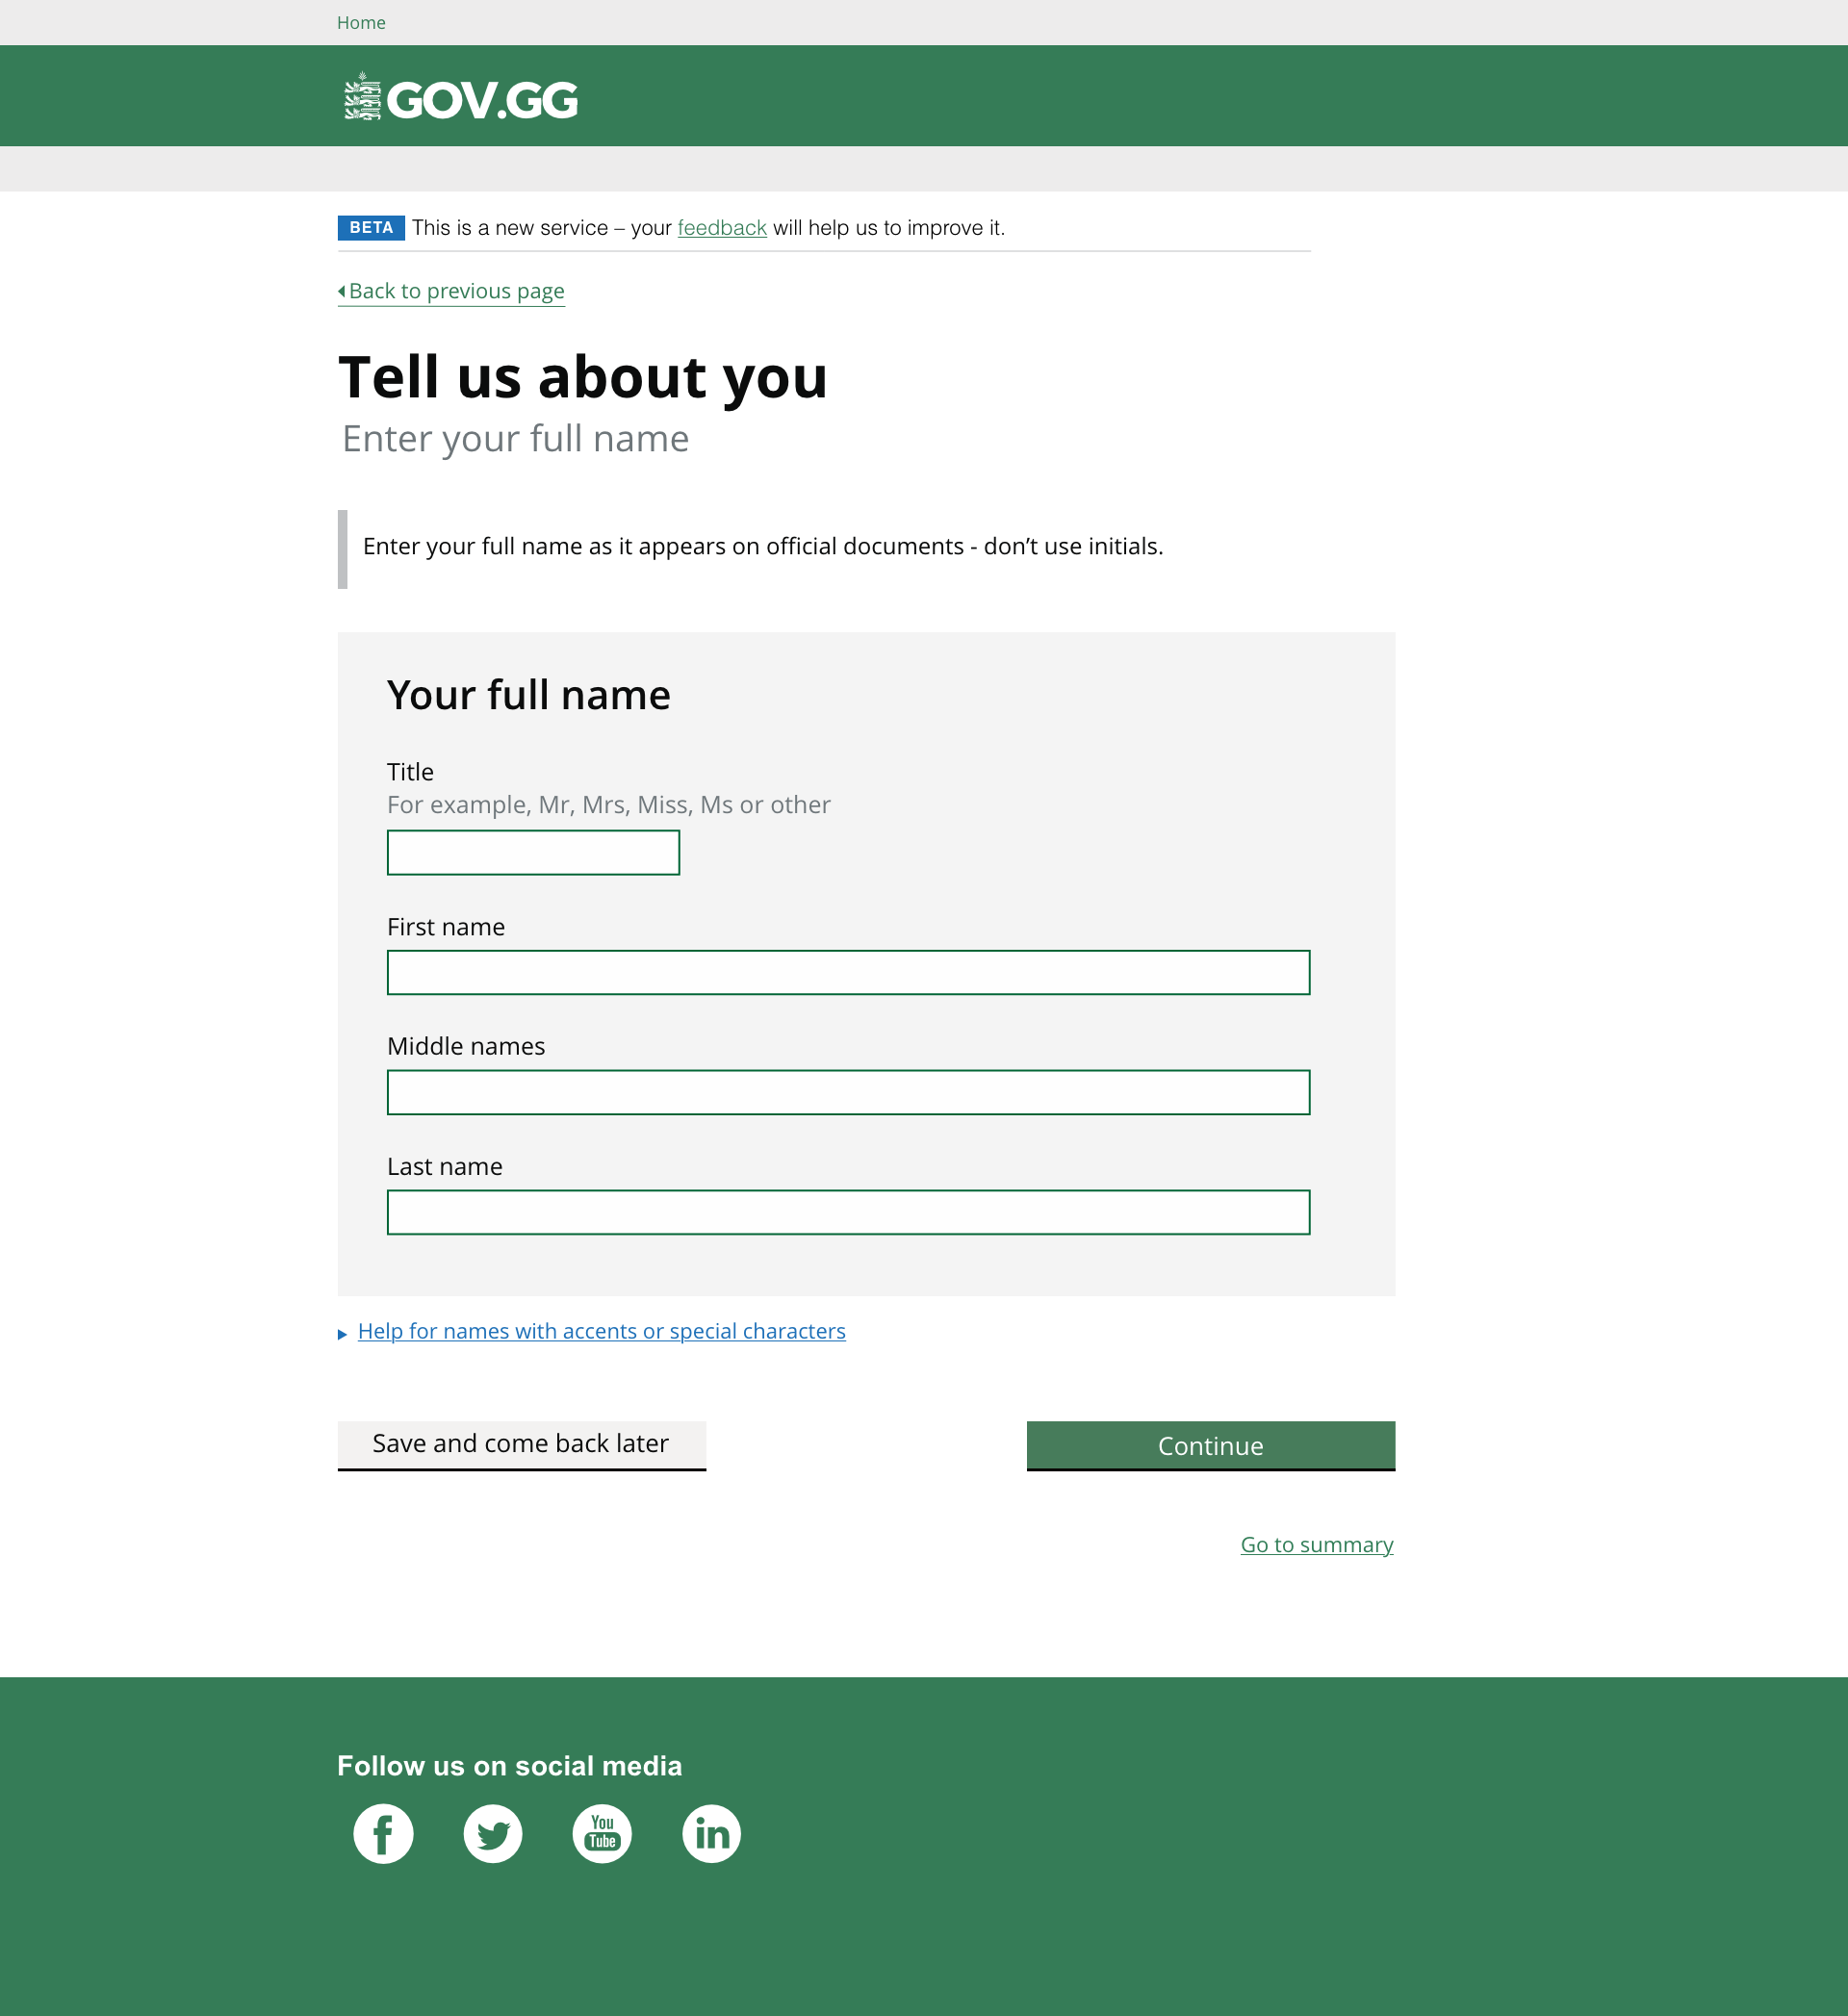 Home
GOV.GG
BETA This is a new service – your feedback will help us to improve it.
Back to previous page
Tell us about you
Enter your full name
Enter your full name as it appears on official documents - don’t use initials.
Your full name
Title
For example, Mr, Mrs, Miss, Ms or other
First name
Middle names
Last name
Help for names with accents or special characters
Save and come back later
Continue
Go to summary
Follow us on social media
You
Tube
in